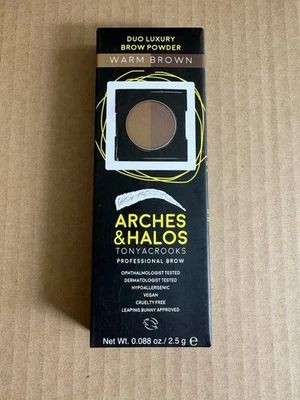 DUO LUXURY
BROW POWDER
WARM BROWN
ARCHES
&HALOS
TONYACROOKS
PROFESSIONAL BROW
OPHTHALMOLOGIST TESTED
DERMATOLOGIST TESTED
HYPOALLERGENIC
VEGAN
CRUELTY FREE
LEAPING BUNNY APPROVED
Net Wt. 0.088 oz./ 2.5 g